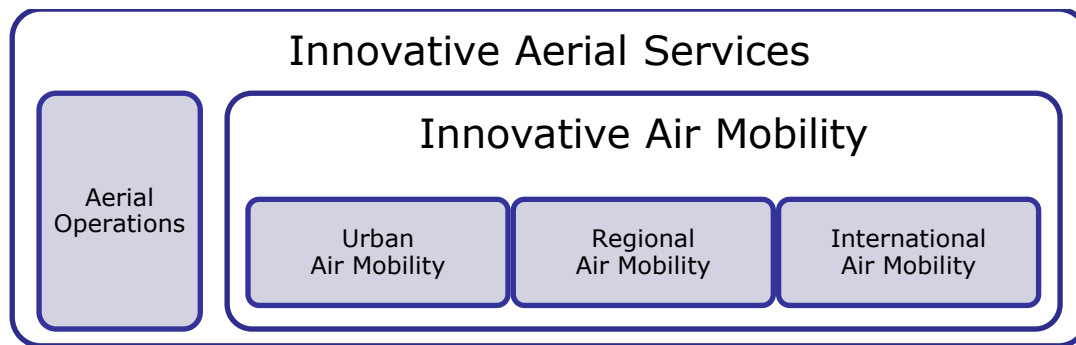 Innovative Aerial Services
Aerial
Operations
Innovative Air Mobility
Urban
Air Mobility
Regional
Air Mobility
International
Air Mobility